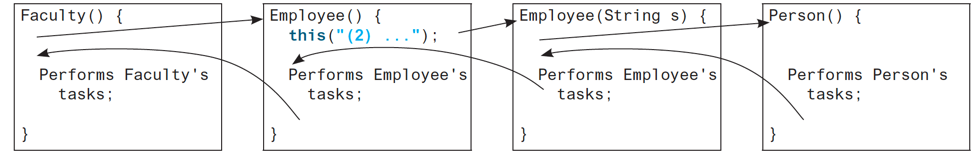 Faculty() {
Performs Faculty's
tasks;
}
Employee() {
this("(2) ...");
Performs Employee's
tasks;
}
Employee(String s) {
Performs Employee's
tasks;
}
Person() {
Performs Person's
tasks;
}